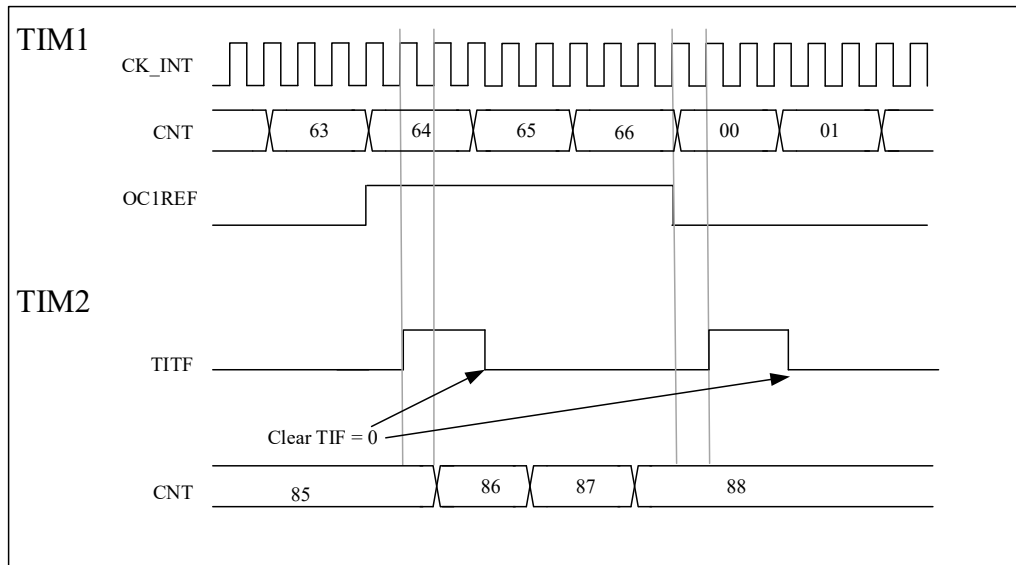 TIM1
CK_INT
CNT 63 64 65 66 00 01
OC1REF
TIM2
TITF
Clear TIF = 0
CNT 85 86 87 88